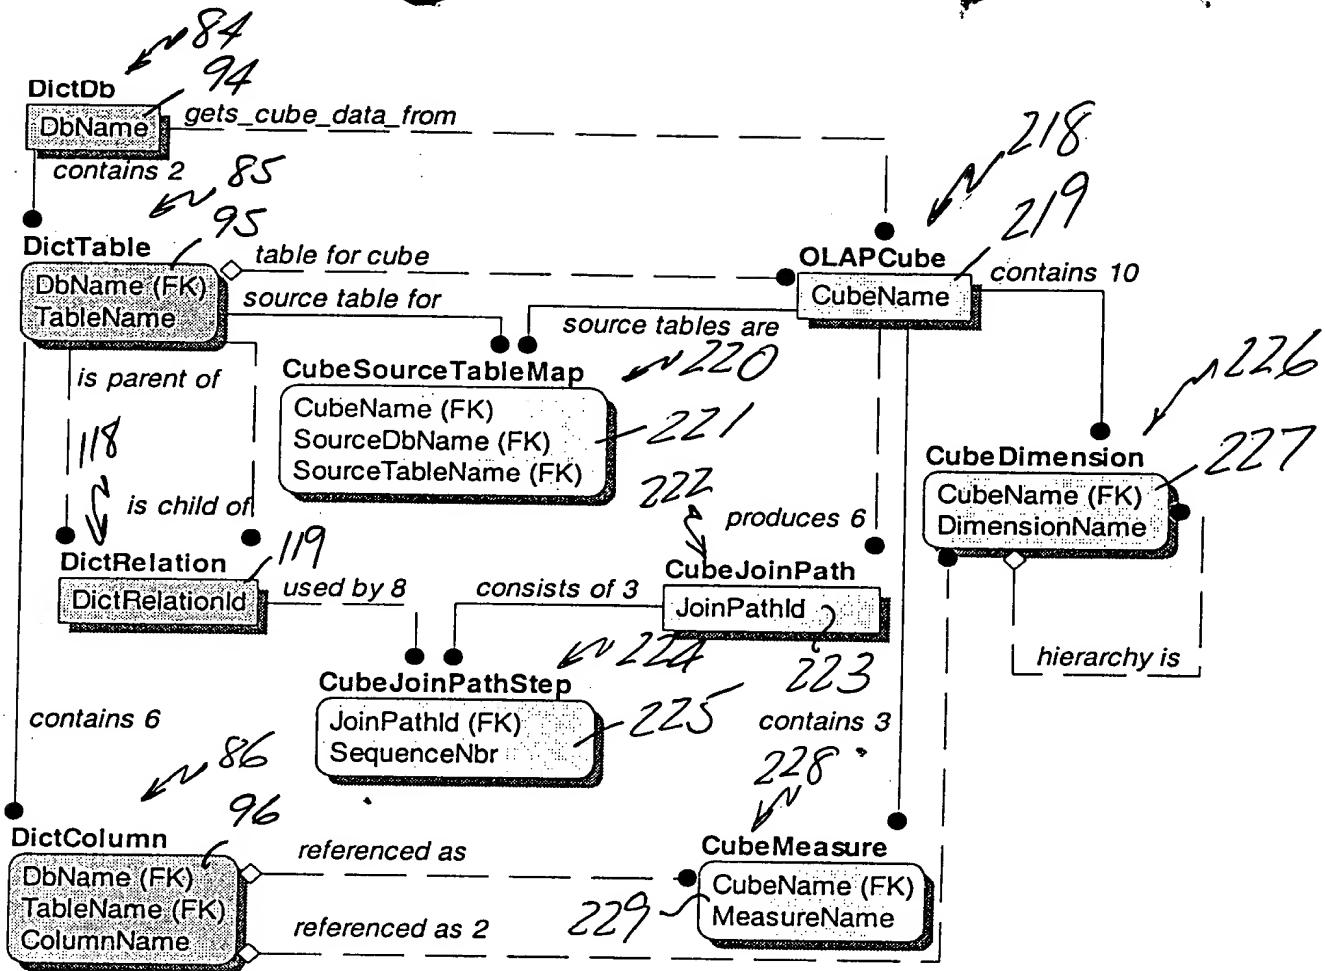 84
DictDb
94
DbName
gets_cube_data_from
contains 2
85
218
95
219
DictTable
table for cube
OLAPCube
contains 10
DbName (FK)
TableName
source table for
CubeName
source tables are
CubeSourceTableMap
220
226
is parent of
CubeName (FK)
SourceDbName (FK)
SourceTableName (FK)
221
118
CubeDimension
227
222
CubeName (FK)
DimensionName
is child of
produces 6
DictRelation
119
CubeJoinPath
DictRelationId
used by 8
consists of 3
JoinPathId
hierarchy is
224
223
CubeJoinPathStep
225
JoinPathId (FK)
SequenceNbr
contains 6
contains 3
86
228
96
DictColumn
referenced as
CubeMeasure
DbName (FK)
TableName (FK)
ColumnName
CubeName (FK)
MeasureName
229
referenced as 2